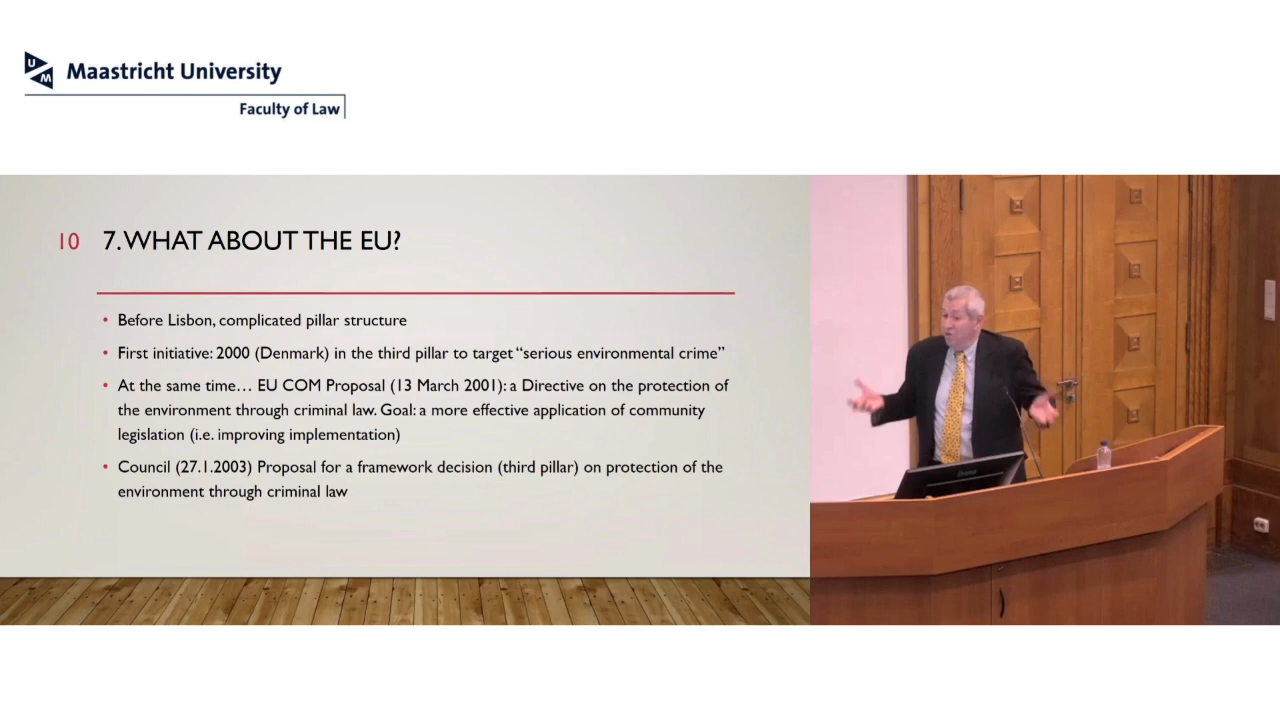 U
M
Maastricht University
Faculty of Law
10 7. WHAT ABOUT THE EU?
• Before Lisbon, complicated pillar structure
• First initiative: 2000 (Denmark) in the third pillar to target “serious environmental crime”
• At the same time… EU COM Proposal (13 March 2001): a Directive on the protection of
the environment through criminal law. Goal: a more effective application of community
legislation (i.e. improving implementation)
• Council (27.1.2003) Proposal for a framework decision (third pillar) on protection of the
environment through criminal law